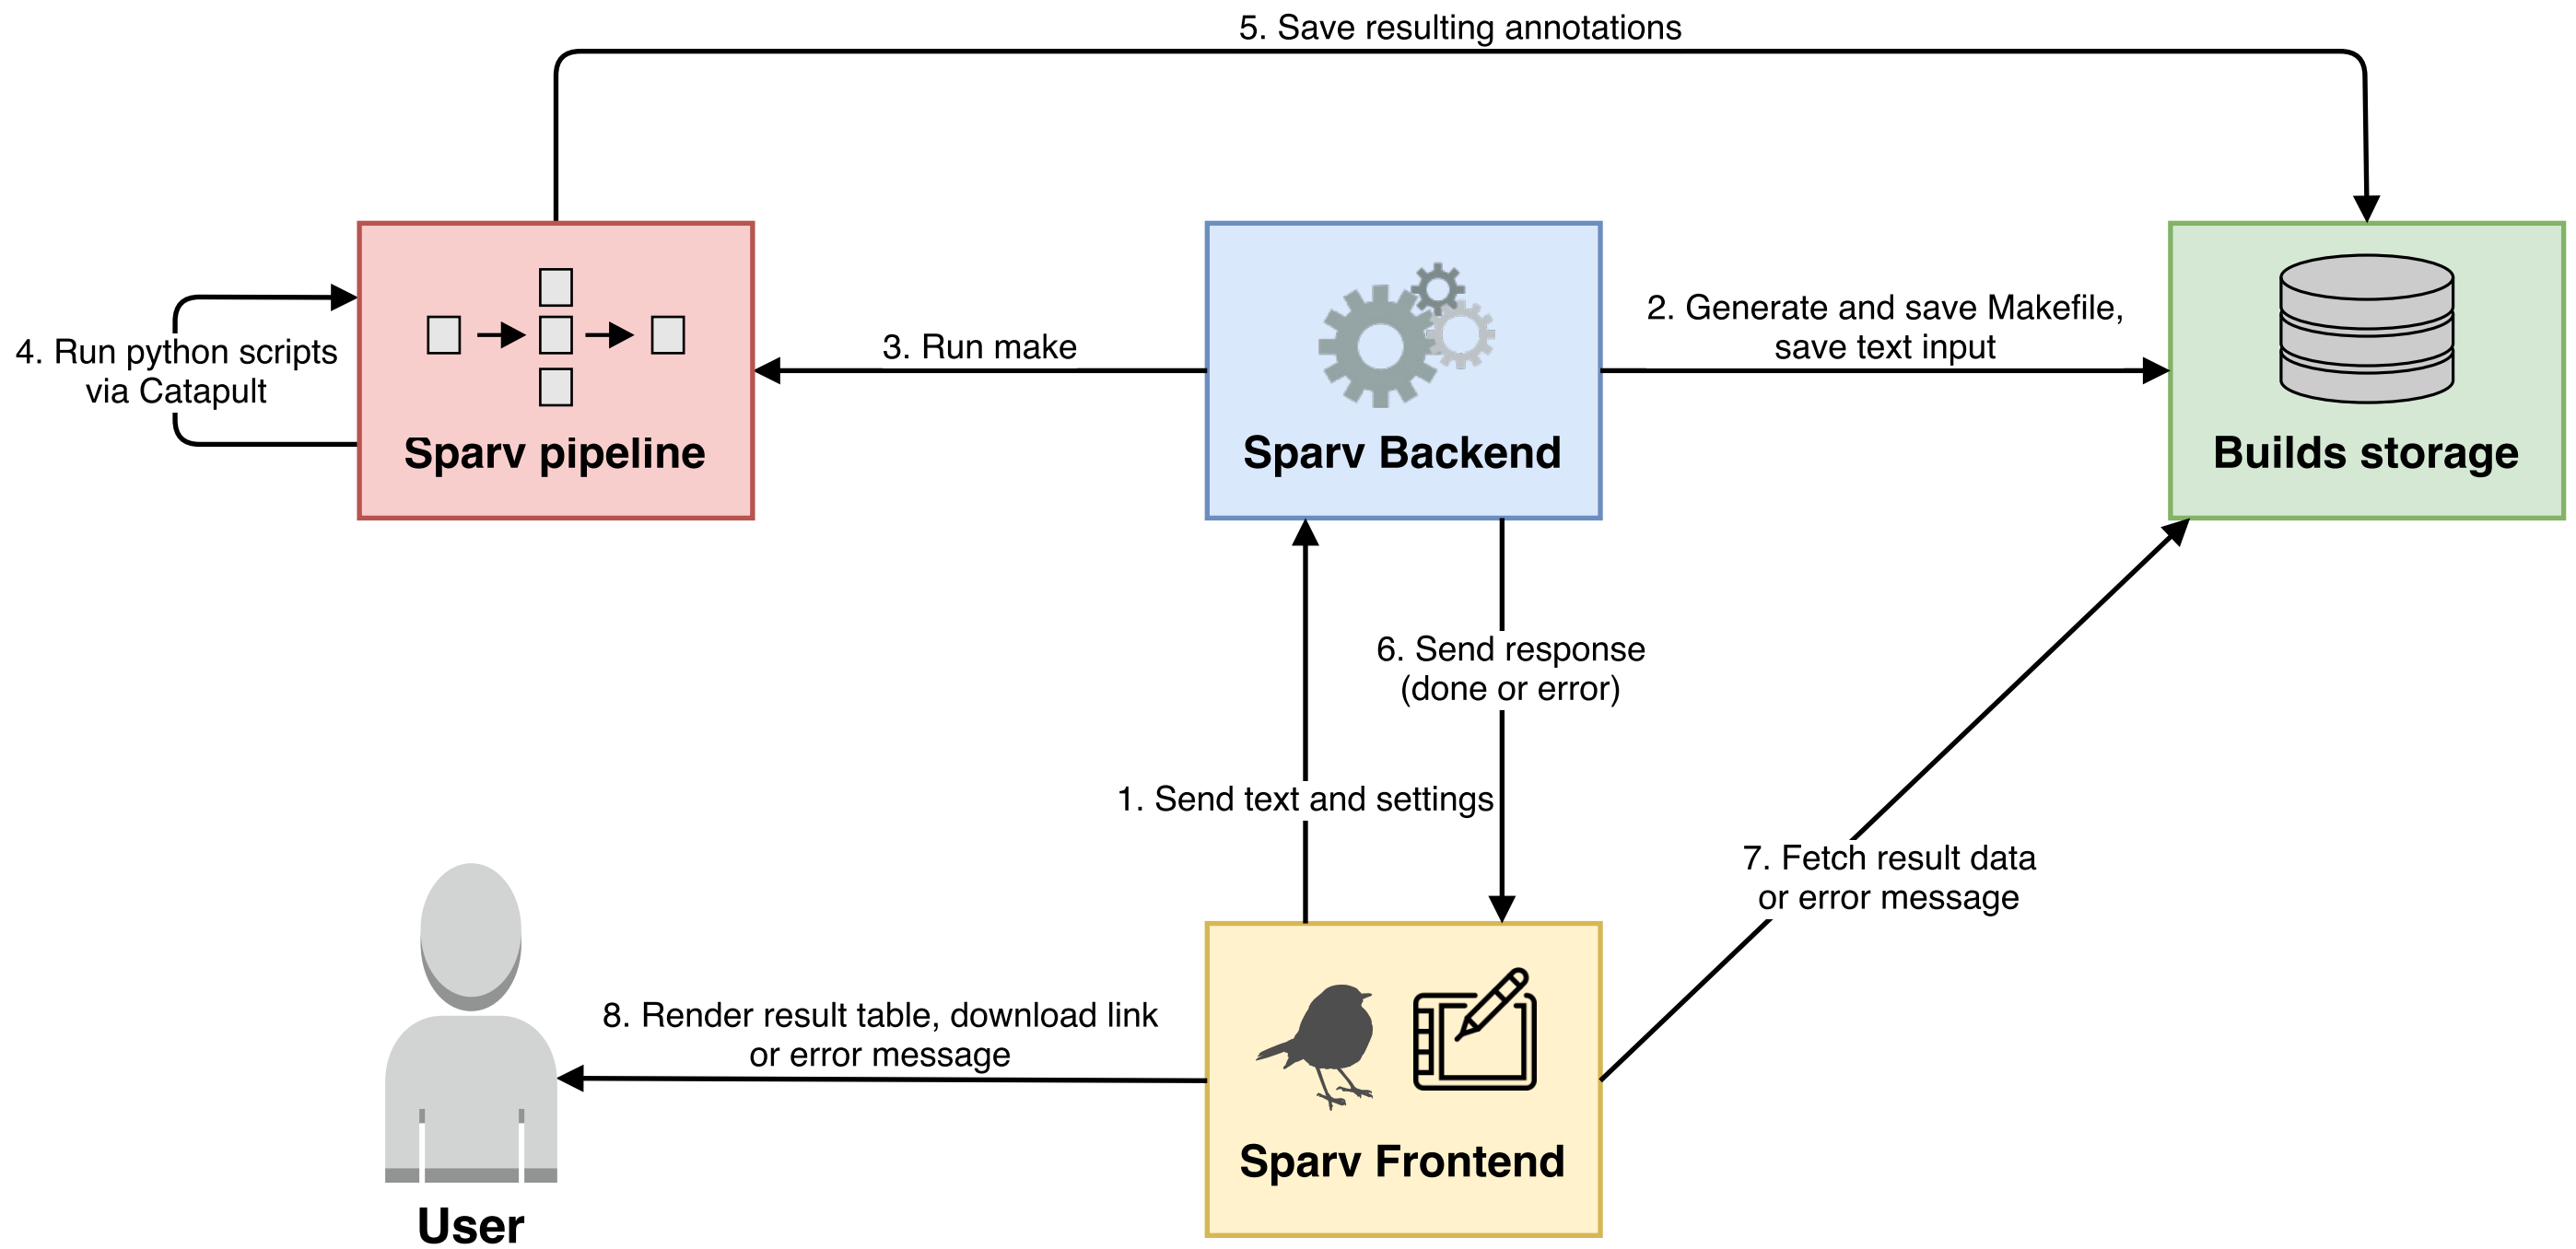 5. Save resulting annotations
2. Generate and save Makefile,
save text input
3. Run make
4. Run python scripts
via Catapult
Sparv pipeline
Sparv Backend
Builds storage
6. Send response
(done or error)
1. Send text and settings
7. Fetch result data
or error message
8. Render result table, download link
or error message
Sparv Frontend
User